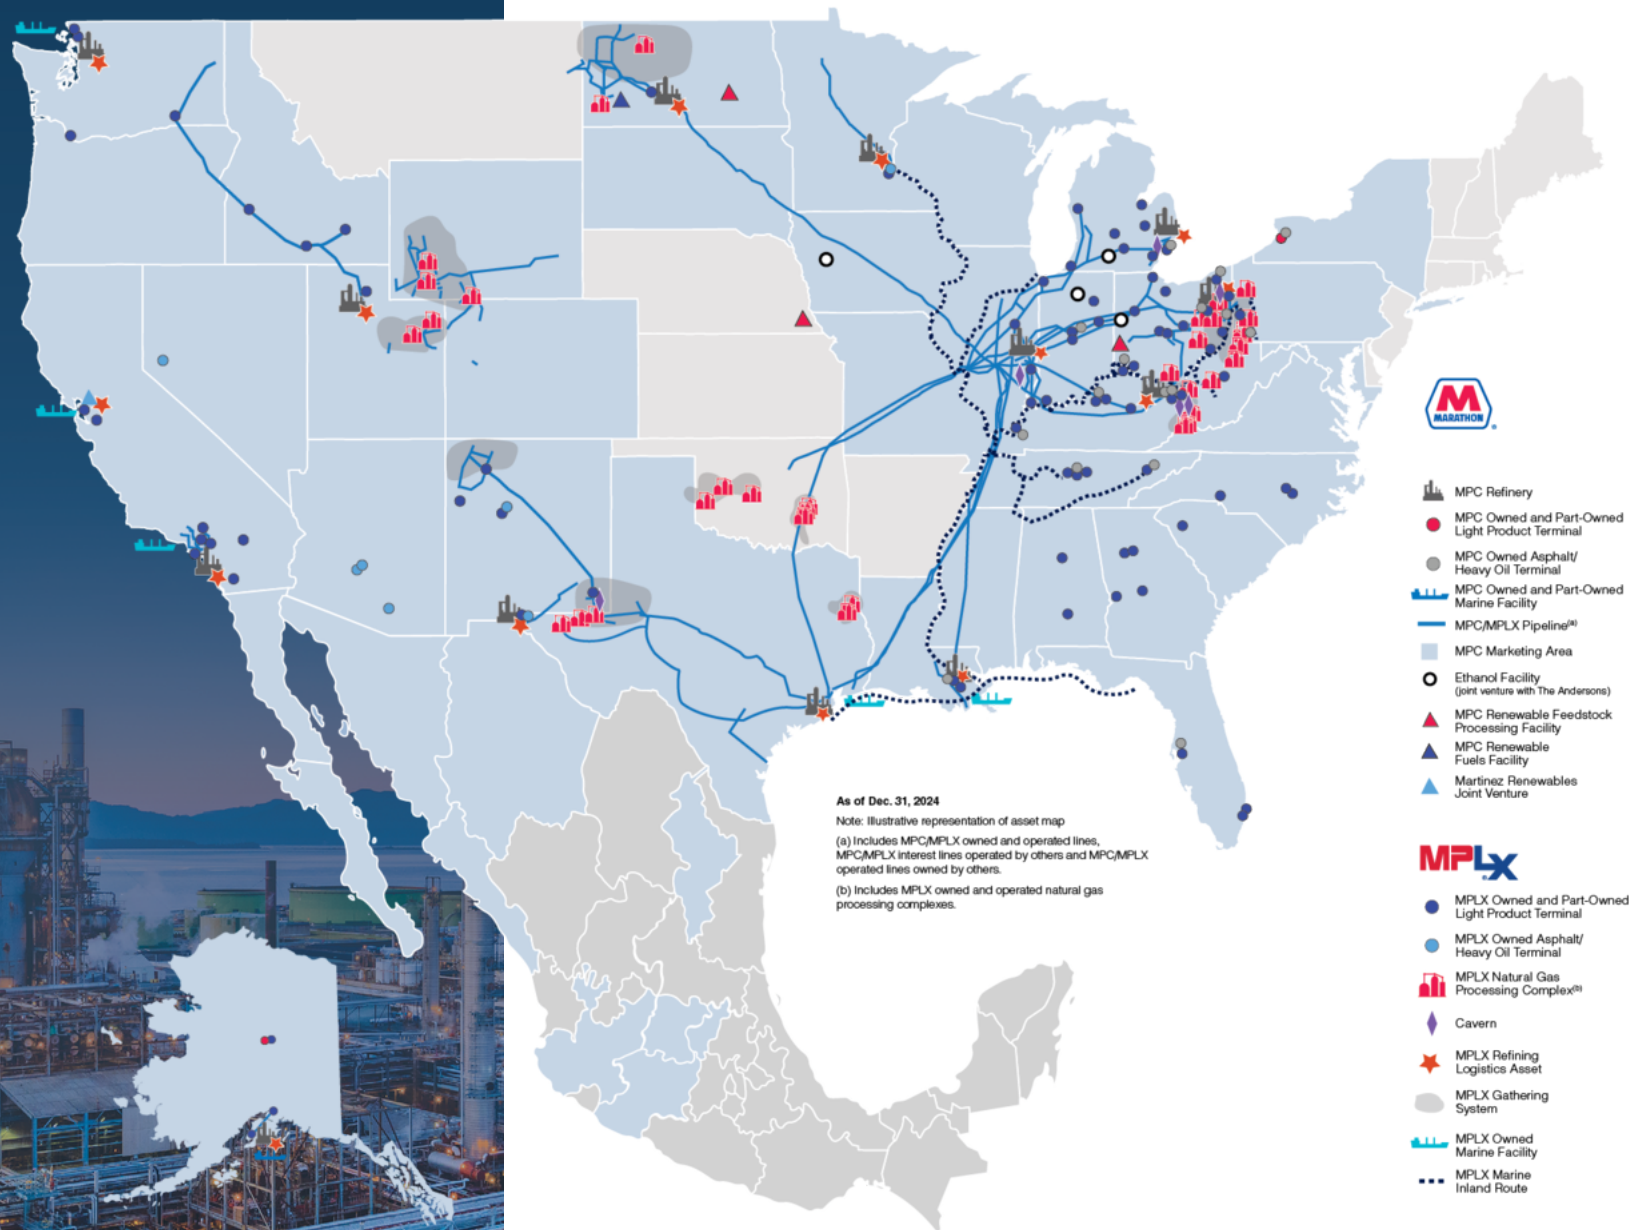 As of Dec. 31, 2024
Note: Illustrative representation of asset map
(a) Includes MPC/MPLX owned and operated lines,
MPC/MPLX interest lines operated by others and MPC/MPLX
operated lines owned by others.
(b) Includes MPLX owned and operated natural gas
processing complexes.
M
MARATHON
MPC Refinery
MPC Owned and Part-Owned
Light Product Terminal
MPC Owned Asphalt/
Heavy Oil Terminal
MPC Owned and Part-Owned
Marine Facility
MPC/MPLX Pipeline(a)
MPC Marketing Area
Ethanol Facility
(joint venture with The Andersons)
MPC Renewable Feedstock
Processing Facility
MPC Renewable
Fuels Facility
Martinez Renewables
Joint Venture
MPLX
MPLX Owned and Part-Owned
Light Product Terminal
MPLX Owned Asphalt/
Heavy Oil Terminal
MPLX Natural Gas
Processing Complex(b)
Cavern
MPLX Refining
Logistics Asset
MPLX Gathering
System
MPLX Owned
Marine Facility
MPLX Marine
Inland Route